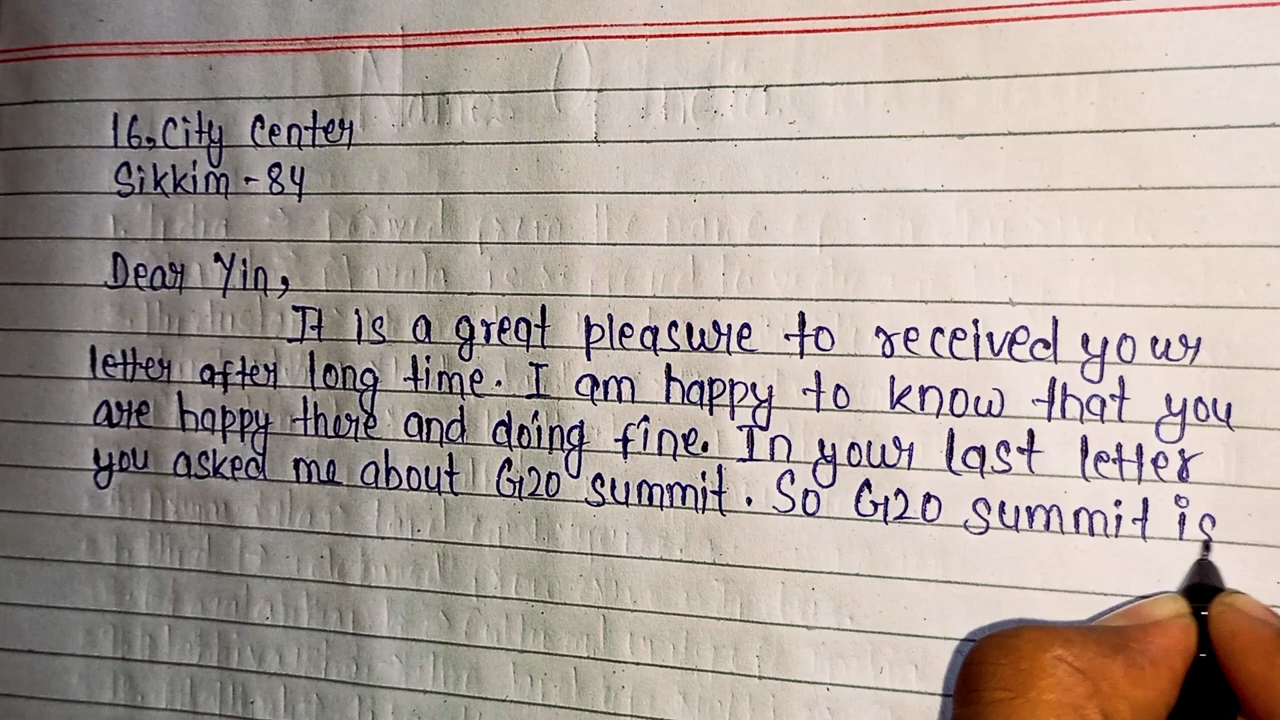 16, City Center
Sikkim - 84
Dear Yin,
It is a great pleasure to received your
letter after long time. I am happy to know that you
are happy there and doing fine. In your last letter
you asked me about G20 summit. So G20 summit is